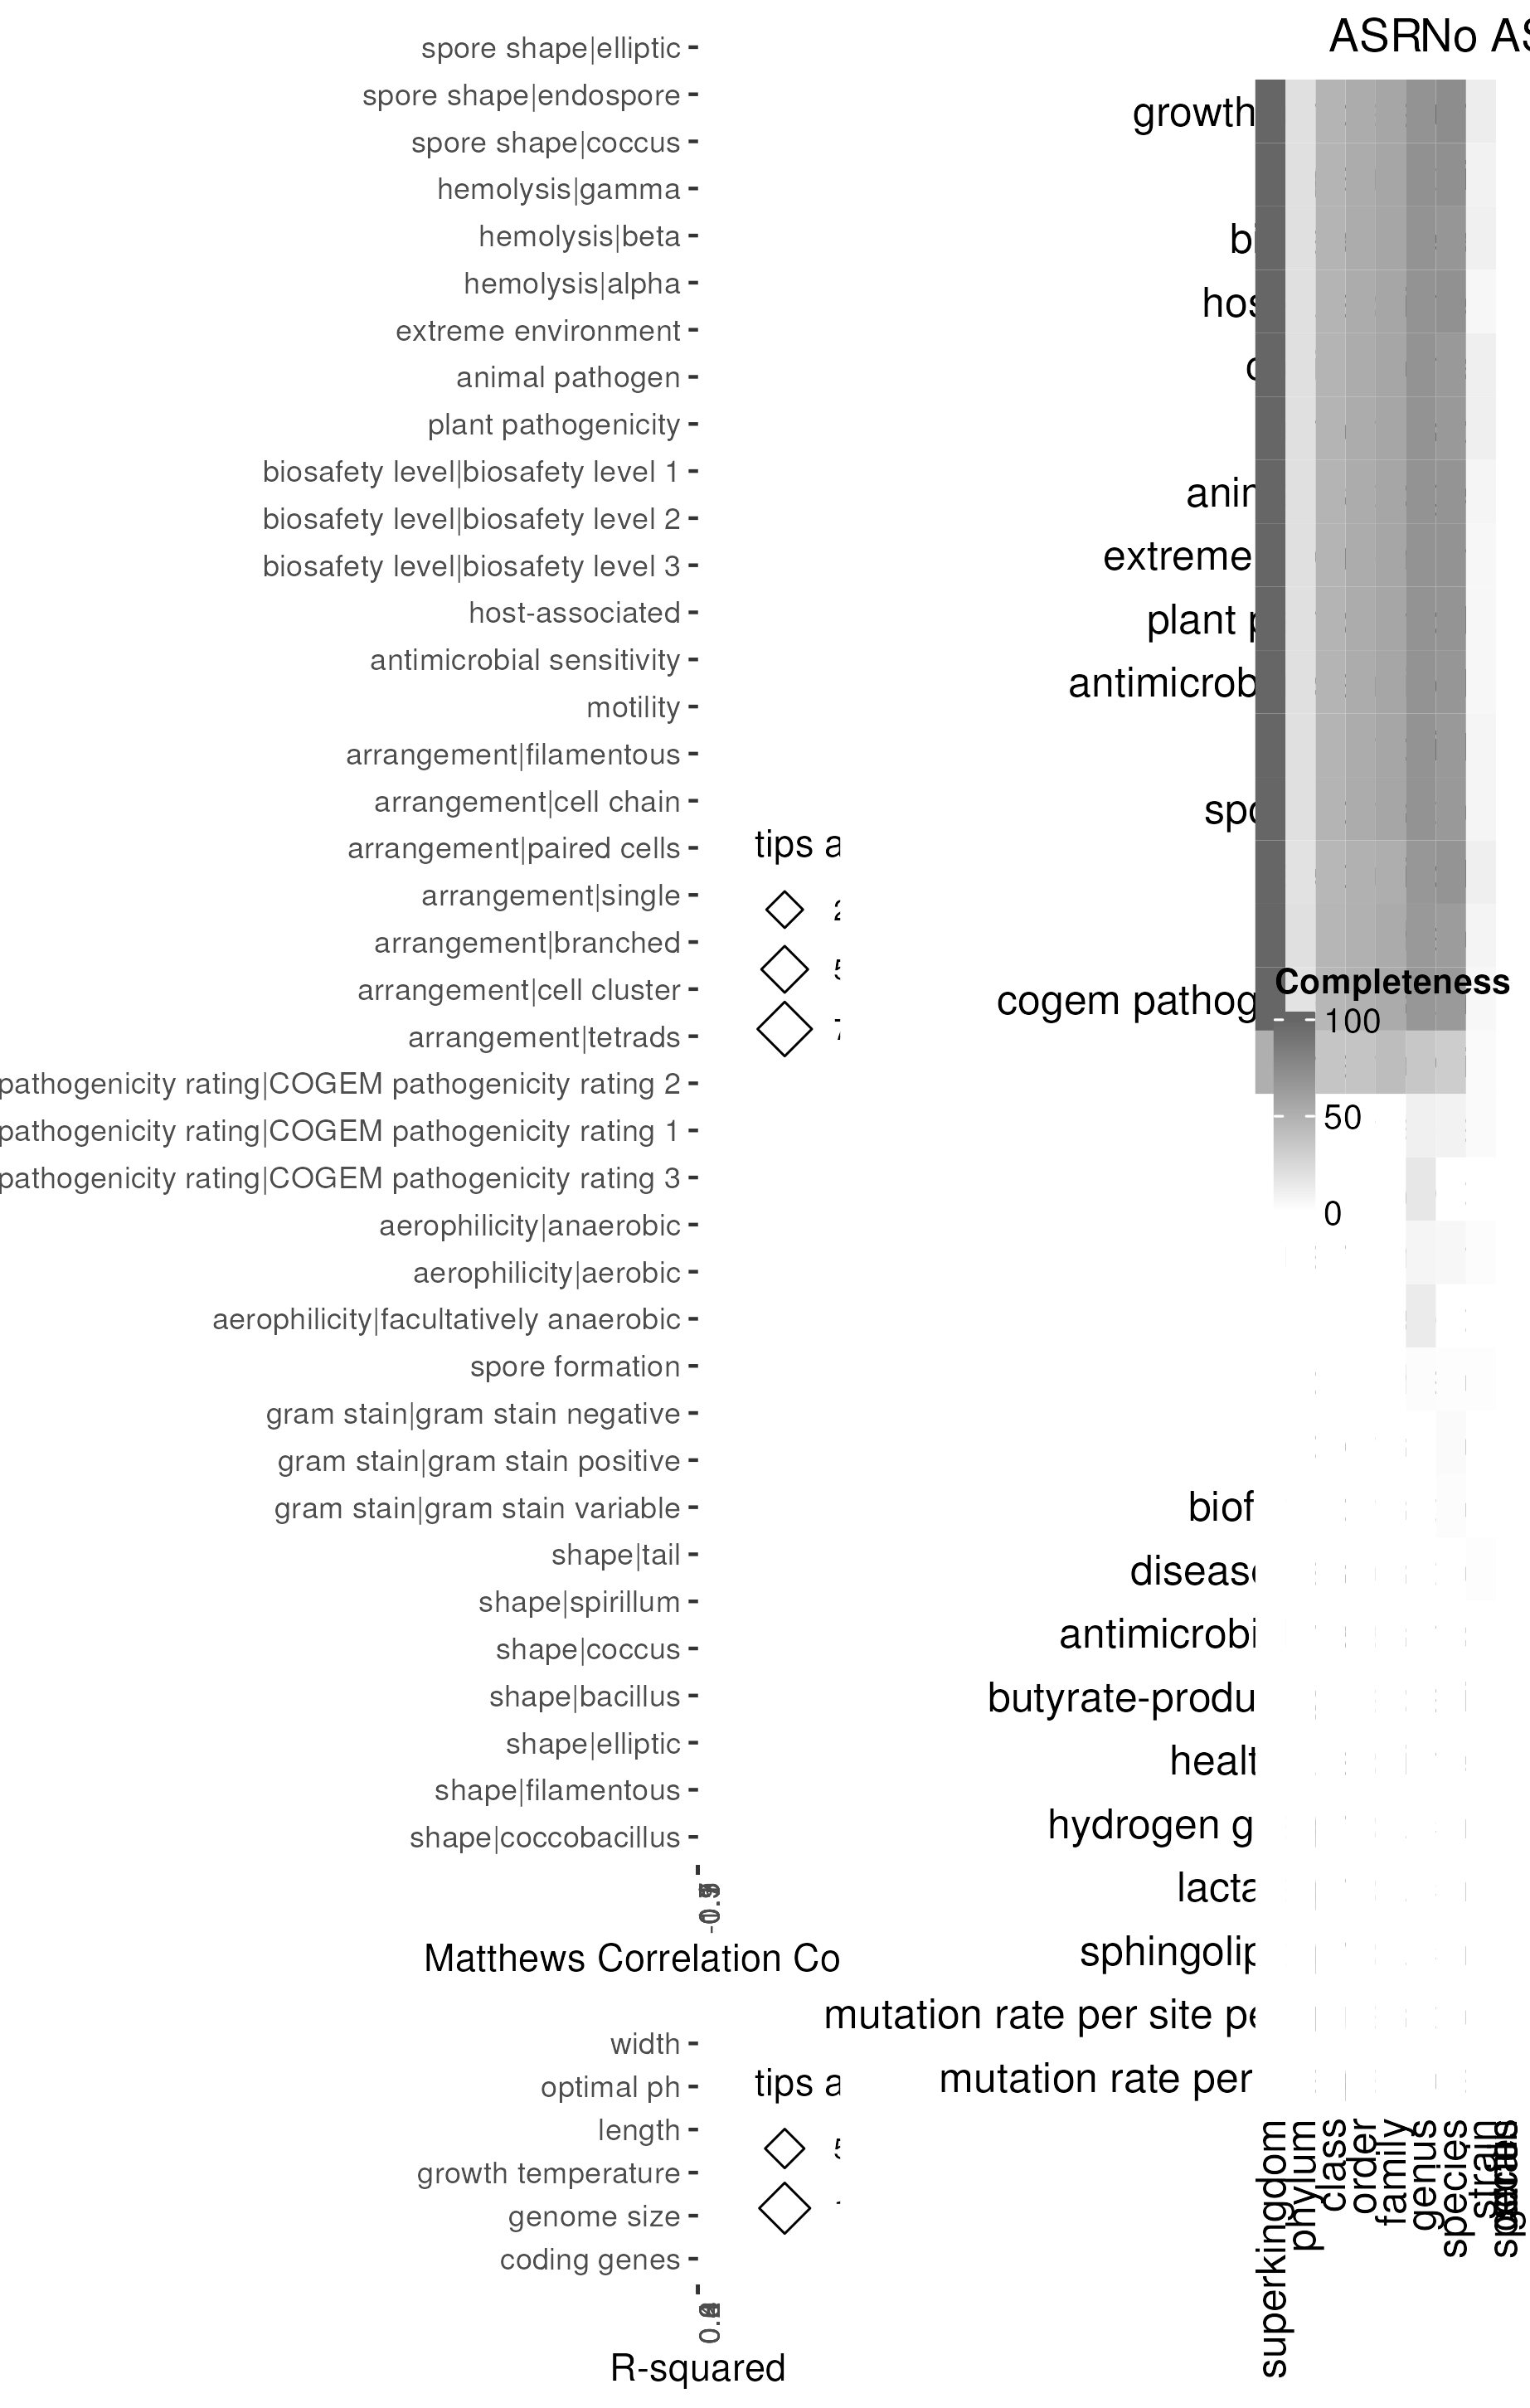 spore shape|elliptic
spore shape|endospore
spore shape|coccus
hemolysis|gamma
hemolysis|beta
hemolysis|alpha
extreme environment
animal pathogen
plant pathogenicity
biosafety level|biosafety level 1
biosafety level|biosafety level 2
biosafety level|biosafety level 3
host-associated
antimicrobial sensitivity
motility
arrangement|filamentous
arrangement|cell chain
arrangement|paired cells
arrangement|single
arrangement|branched
arrangement|cell cluster
arrangement|tetrads
pathogenicity rating|COGEM pathogenicity rating 2
pathogenicity rating|COGEM pathogenicity rating 1
pathogenicity rating|COGEM pathogenicity rating 3
aerophilicity|anaerobic
aerophilicity|aerobic
aerophilicity|facultatively anaerobic
spore formation
gram stain|gram stain negative
gram stain|gram stain positive
gram stain|gram stain variable
shape|tail
shape|spirillum
shape|coccus
shape|bacillus
shape|elliptic
shape|filamentous
shape|coccobacillus
Matthews Correlation Co
tips a
width
optimal ph
length
growth temperature
genome size
coding genes
R-squared
tips a
ASR
No AS
growth
bi
hos
anin
extreme
plant p
antimicrob
spo
cogem pathog
biof
disease
antimicrobi
butyrate-produ
healt
hydrogen g
lacta
sphingolip
mutation rate per site pe
mutation rate per
Completeness
100
50
0
superkingdom
phylum
class
order
family
genus
species
strain